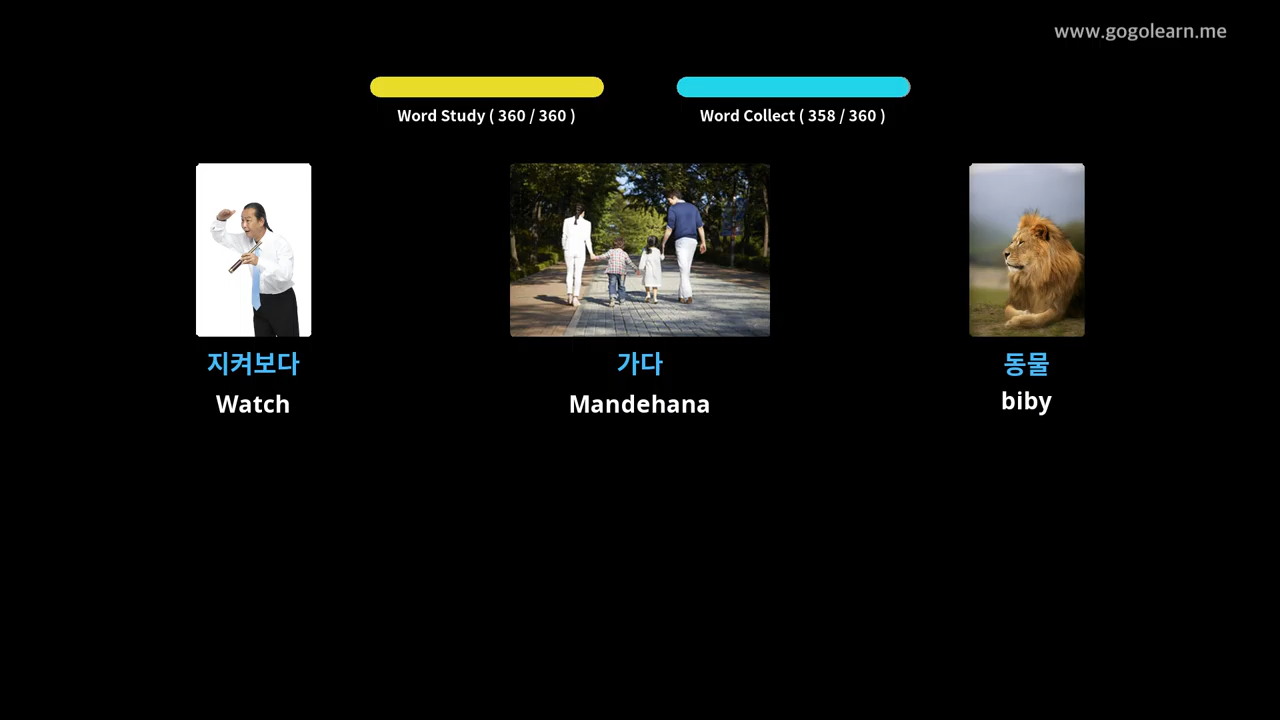 www.gogolearn.me
Word Study ( 360 / 360 )
Word Collect ( 358 / 360 )
지켜보다
가다
동물
Watch
Mandehana
biby